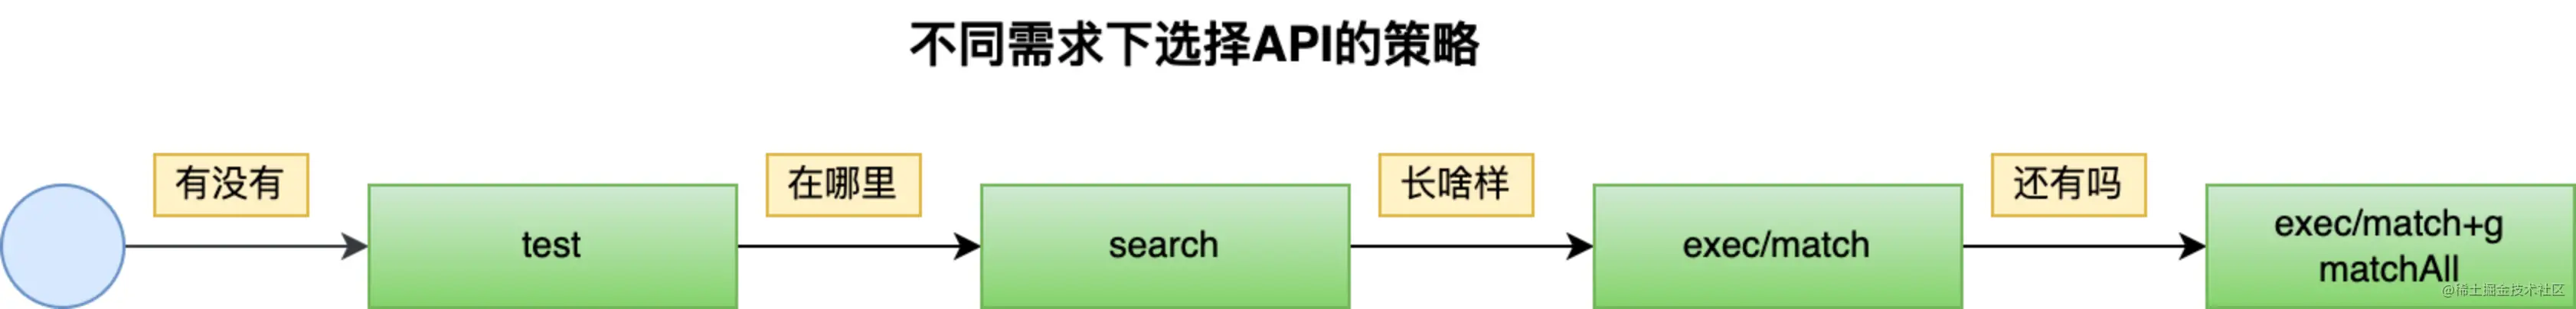 不同需求下选择API的策略
有没有
test
在哪里
search
长啥样
exec/match
还有吗
exec/match+g
matchAll
@稀土掘金技术社区